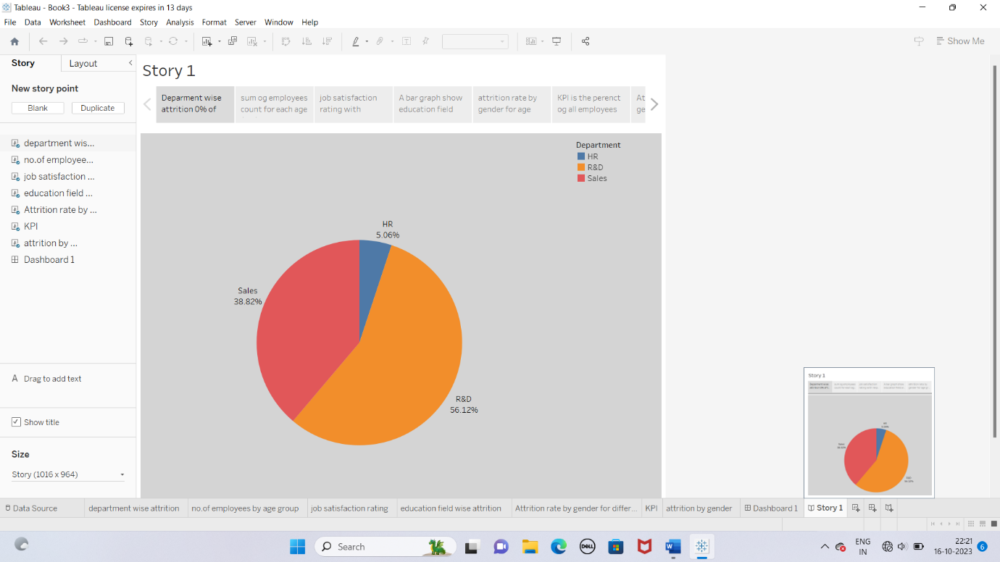 Tableau - Book3 - Tableau license expires in 13 days
File Data Worksheet Dashboard Story Analysis Format Server Window Help
Show Me
Story Layout
New story point
Blank Duplicate
department wis...
no.of employee...
job satisfaction ...
education field ...
Attrition rate by ...
KPI
attrition by ...
Dashboard 1
A Drag to add text
Show title
Size
Story (1016 x 964)
Story 1
Deparment wise
attrition 0% of
sum og employees
count for each age
job satisfaction
rating with
A bar graph show
education field
attrition rate by
gender for age
KPI is the perenct
og all employees
At
ge
Department
HR
R&D
Sales
HR
5.06%
Sales
38.82%
R&D
56.12%
Story 1
Data Source department wise attrition no.of employees by age group job satisfaction rating education field wise attrition Attrition rate by gender for differ... KPI attrition by gender Dashboard 1 Story 1
Search
DELL
ENG
IN
22:21
16-10-2023
6